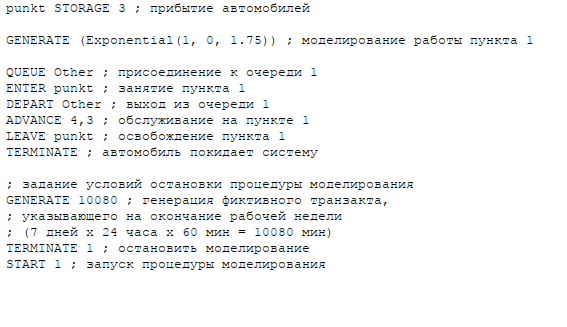 punkt STORAGE 3 ; прибытие автомобилей
GENERATE (Exponential(1, 0, 1.75)) ; моделирование работы пункта 1
QUEUE Other ; присоединение к очереди 1
ENTER punkt ; занятие пункта 1
DEPART Other ; выход из очереди 1
ADVANCE 4,3 ; обслуживание на пункте 1
LEAVE punkt ; освобождение пункта 1
TERMINATE ; автомобиль покидает систему
; задание условий остановки процедуры моделирования
GENERATE 10080 ; генерация фиктивного транзакта,
; указывающего на окончание рабочей недели
; (7 дней x 24 часа x 60 мин = 10080 мин)
TERMINATE 1 ; остановить моделирование
START 1 ; запуск процедуры моделирования